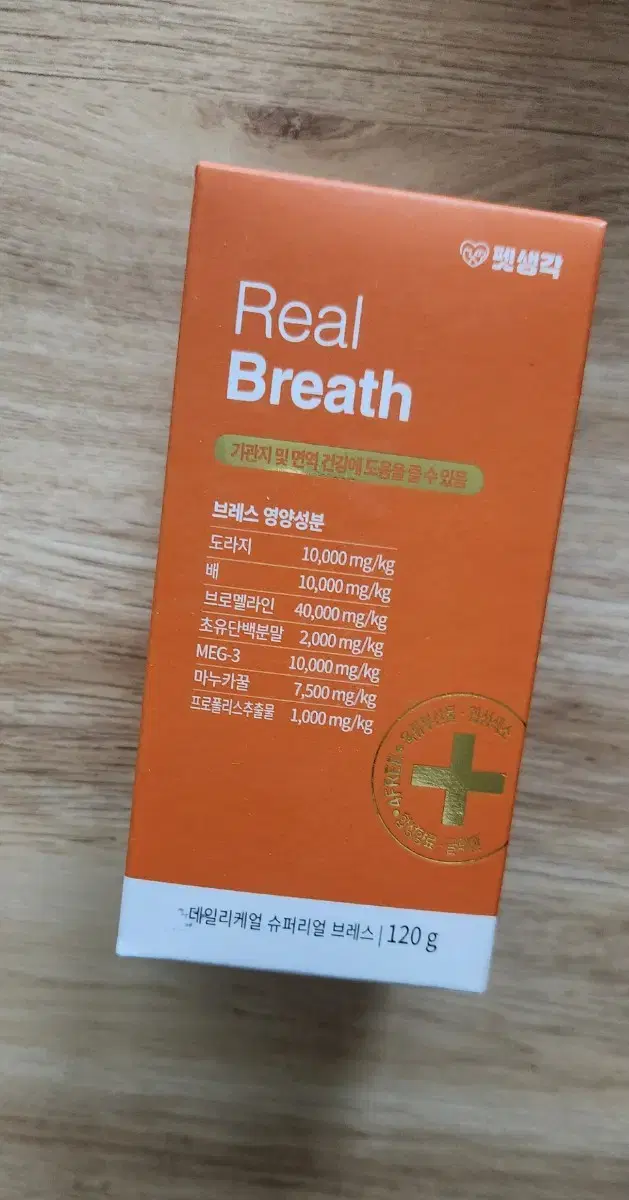 펫생각
Real
Breath
기관지 및 면역 건강에 도움을 줄 수 있음
브레스 영양성분
도라지 10,000 mg/kg
배 10,000 mg/kg
브로멜라인 40,000 mg/kg
초유단백분말 2,000 mg/kg
MEG-3 10,000 mg/kg
마누카꿀 7,500 mg/kg
프로폴리스추출물 1,000 mg/kg
데일리케얼 슈퍼리얼 브레스 | 120 g